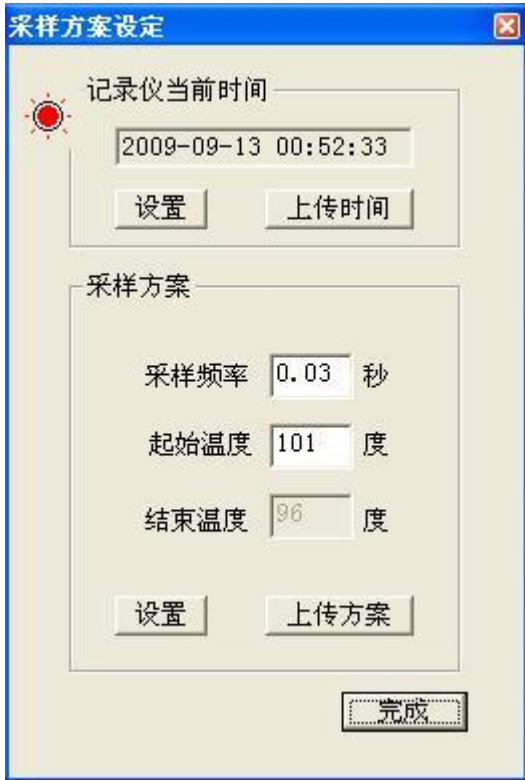 采样方案设定
记录仪当前时间
2009-09-13 00:52:33
设置 上传时间
采样方案
采样频率 0.03 秒
起始温度 101 度
结束温度 96 度
设置 上传方案
完成